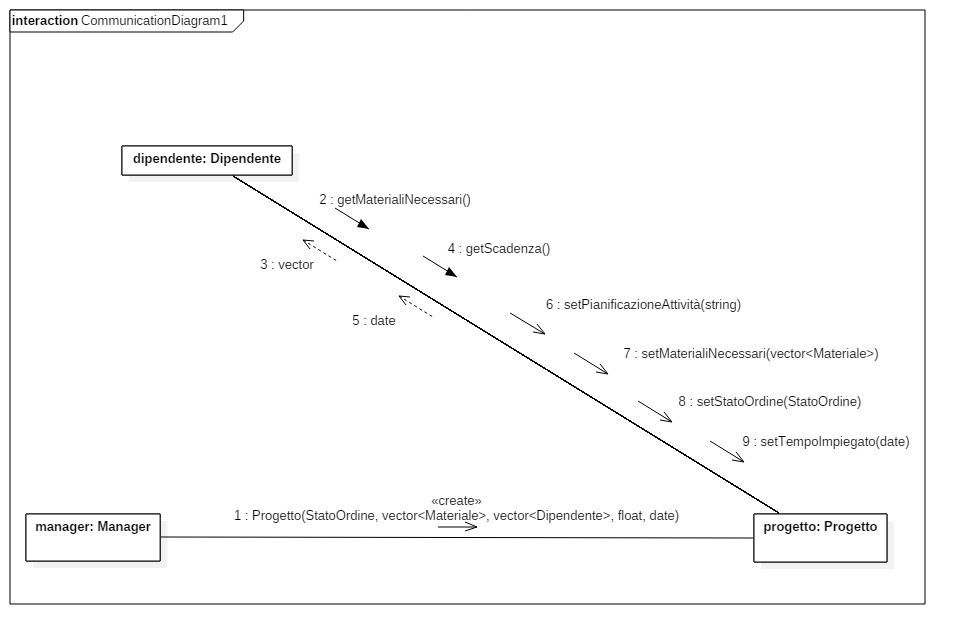 interaction CommunicationDiagram1
dipendente: Dipendente
2 : getMaterialiNecessari()
4 : getScadenza()
3 : vector
6 : setPianificazioneAttività(string)
5 : date
7 : setMaterialiNecessari(vector<Materiale>)
8 : setStatoOrdine(StatoOrdine)
9 : setTempoImpiegato(date)
«create»
1 : Progetto(StatoOrdine, vector<Materiale>, vector<Dipendente>, float, date)
manager: Manager
progetto: Progetto